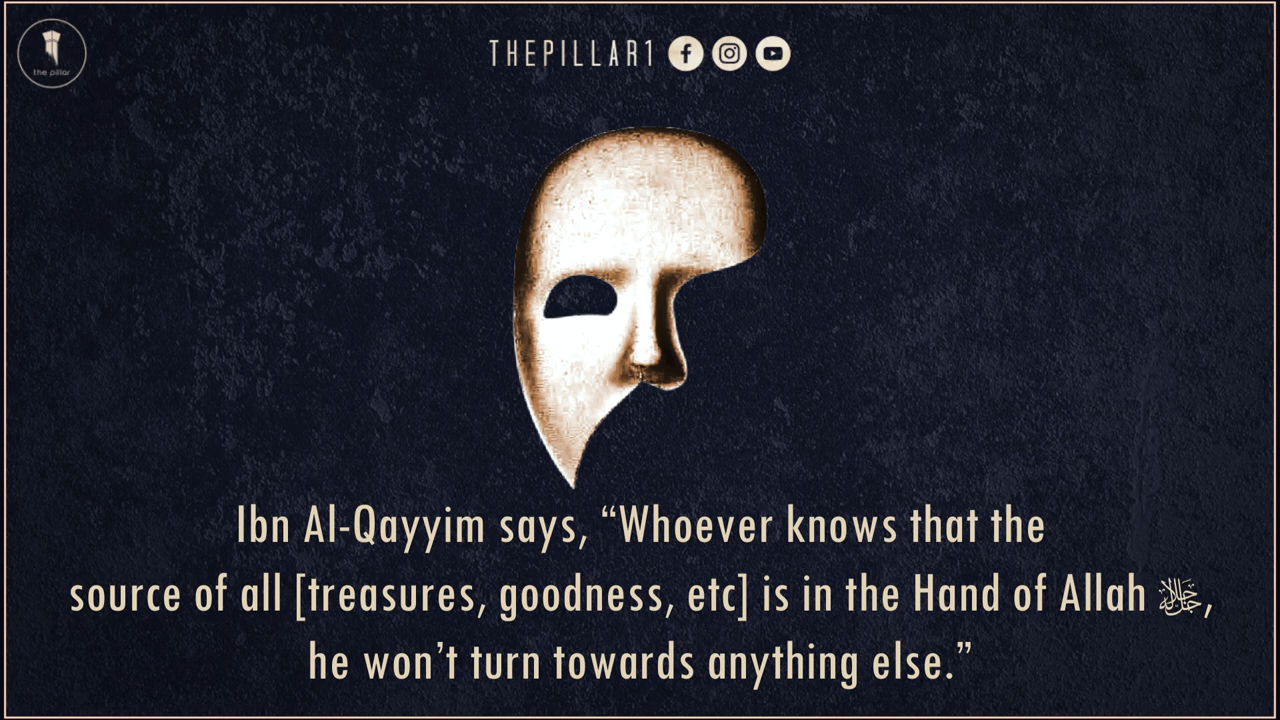 the pillar
THEPILLAR1
Ibn Al-Qayyim says, “Whoever knows that the
source of all [treasures, goodness, etc] is in the Hand of Allah ﷻ,
he won’t turn towards anything else.”